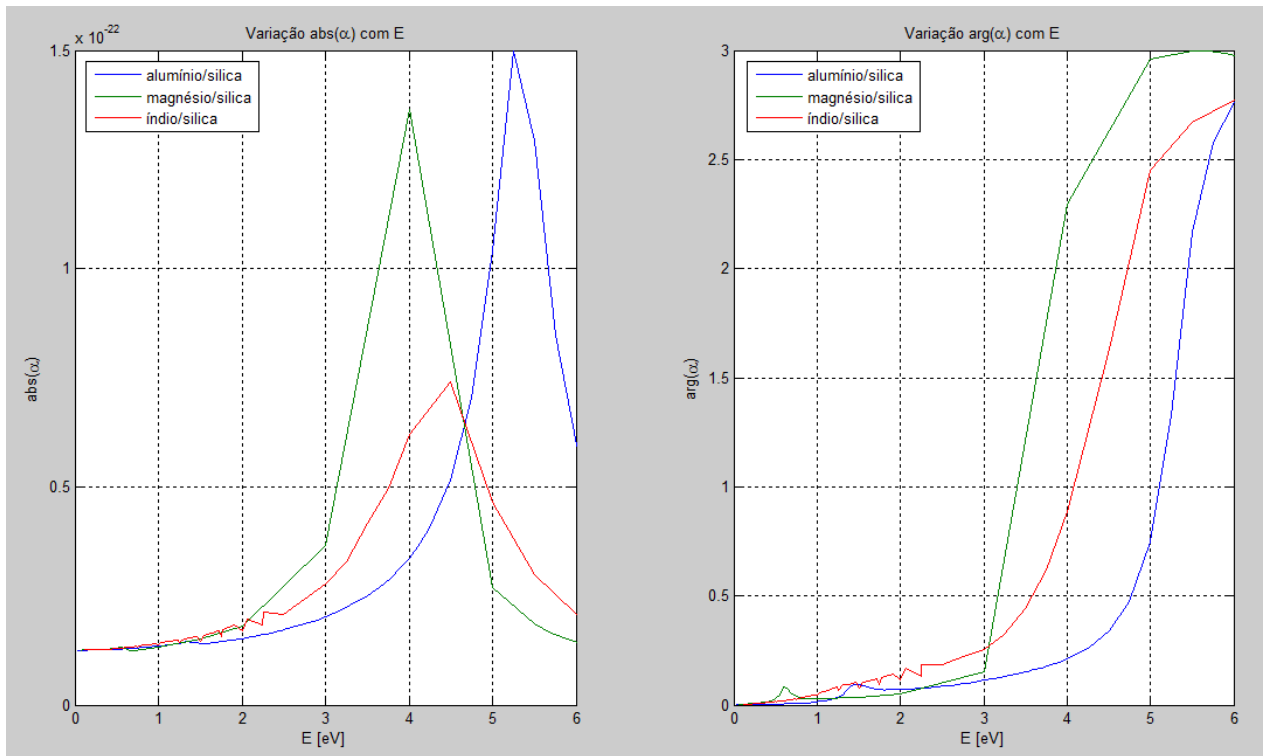 Variação abs(α) com E
x 10^-22
1.5
1
0.5
0
alumínio/silica
magnésio/silica
índio/silica
abs(α)
0 1 2 3 4 5 6
E [eV]
Variação arg(α) com E
3
2.5
2
1.5
1
0.5
0
alumínio/silica
magnésio/silica
índio/silica
arg(α)
0 1 2 3 4 5 6
E [eV]